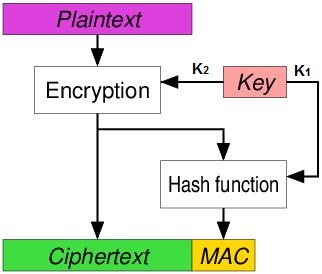 Plaintext
K2
Key
K1
Encryption
Hash function
Ciphertext
MAC